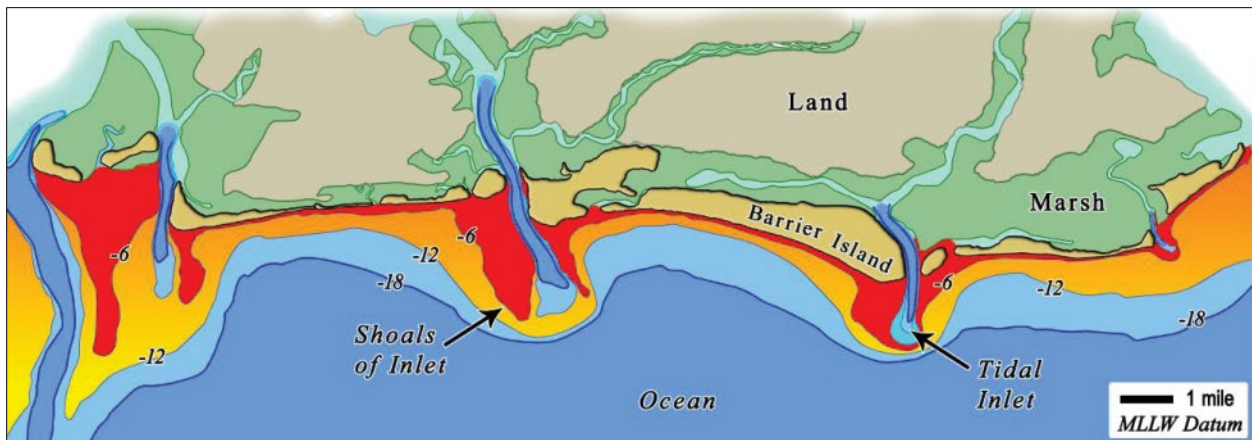 Land
Marsh
Barrier Island
-6
-6
-6
-12
-12
-12
-18
-18
Shoals
of Inlet
Tidal
Inlet
Ocean
1 mile
MLLW Datum